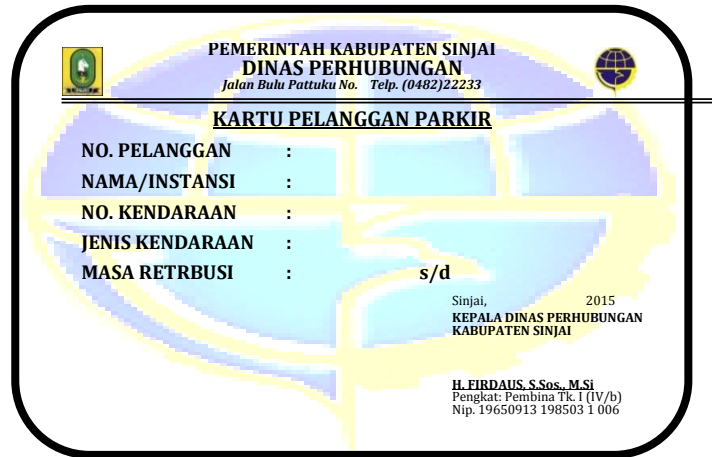 PEMERINTAH KABUPATEN SINJAI
DINAS PERHUBUNGAN
Jalan Bulu Pattuku No. Telp. (0482)22233
KARTU PELANGGAN PARKIR
NO. PELANGGAN :
NAMA/INSTANSI :
NO. KENDARAAN :
JENIS KENDARAAN :
MASA RETRBUSI : s/d
Sinjai, 2015
KEPALA DINAS PERHUBUNGAN
KABUPATEN SINJAI
H. FIRDAUS, S.Sos., M.Si
Pengkat: Pembina Tk. I (IV/b)
Nip. 19650913 198503 1 006